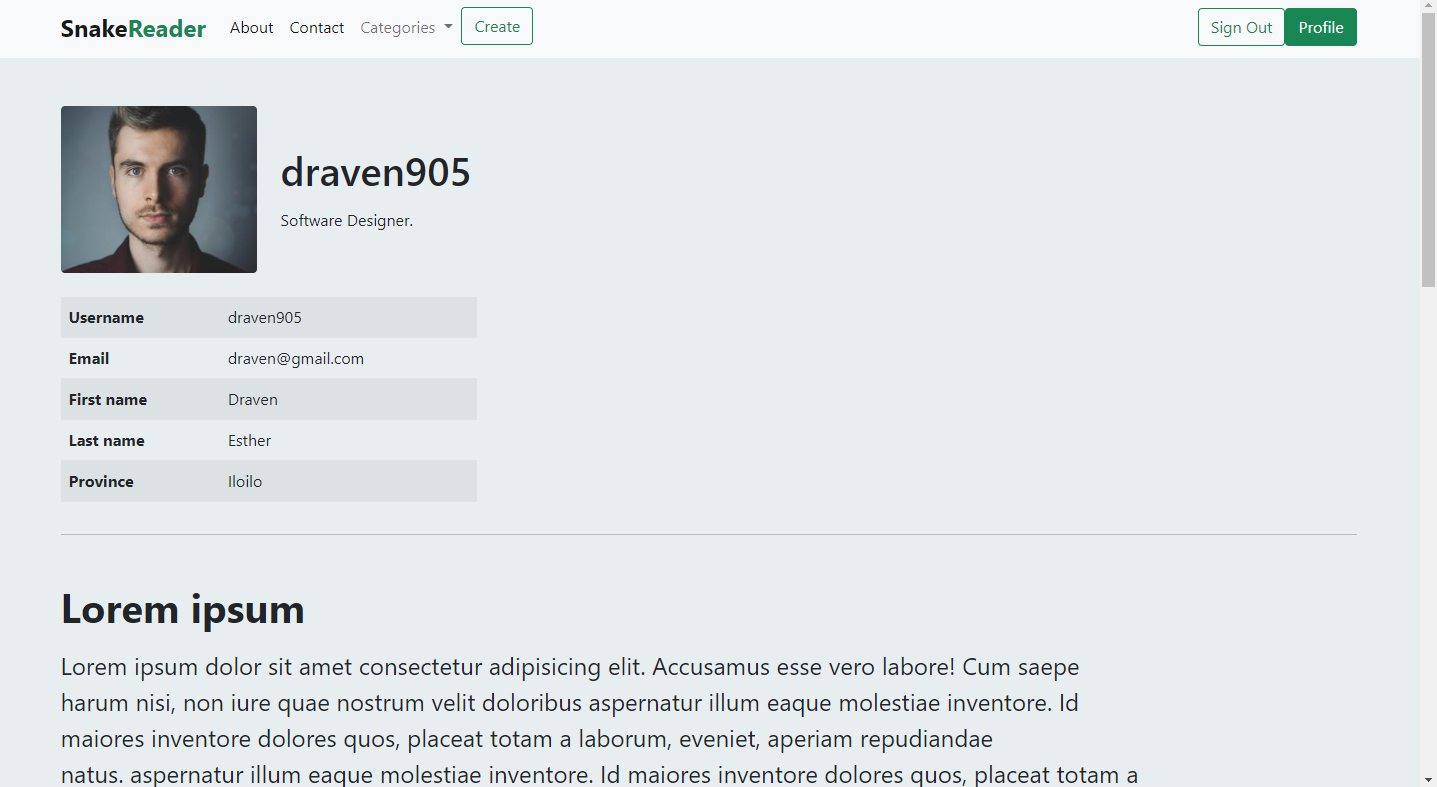 SnakeReader About Contact Categories Create Sign Out Profile
draven905
Software Designer.
Username draven905
Email draven@gmail.com
First name Draven
Last name Esther
Province Iloilo
Lorem ipsum
Lorem ipsum dolor sit amet consectetur adipisicing elit. Accusamus esse vero labore! Cum saepe
harum nisi, non iure quae nostrum velit doloribus aspernatur illum eaque molestiae inventore. Id
maiores inventore dolores quos, placeat totam a laborum, eveniet, aperiam repudiandae
natus. aspernatur illum eaque molestiae inventore. Id maiores inventore dolores quos, placeat totam a